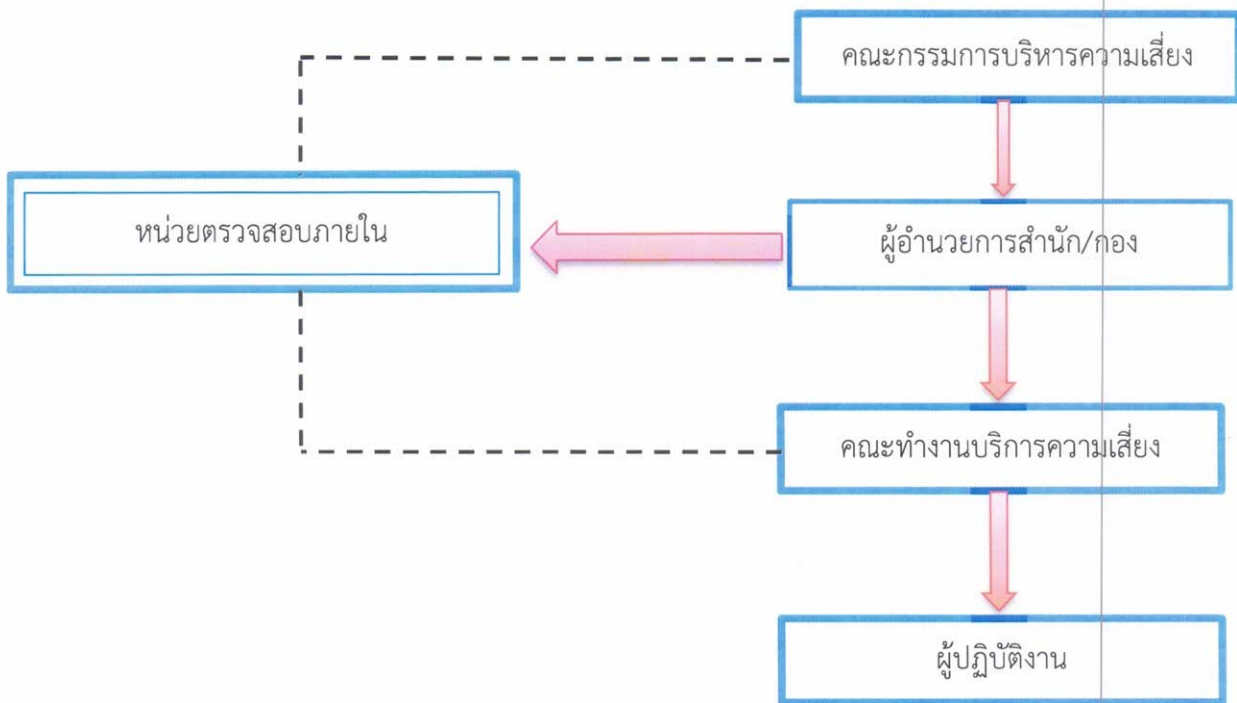 คณะกรรมการบริหารความเสี่ยง
หน่วยตรวจสอบภายใน
ผู้อำนวยการสำนัก/กอง
คณะทำงานบริการความเสี่ยง
ผู้ปฏิบัติงาน